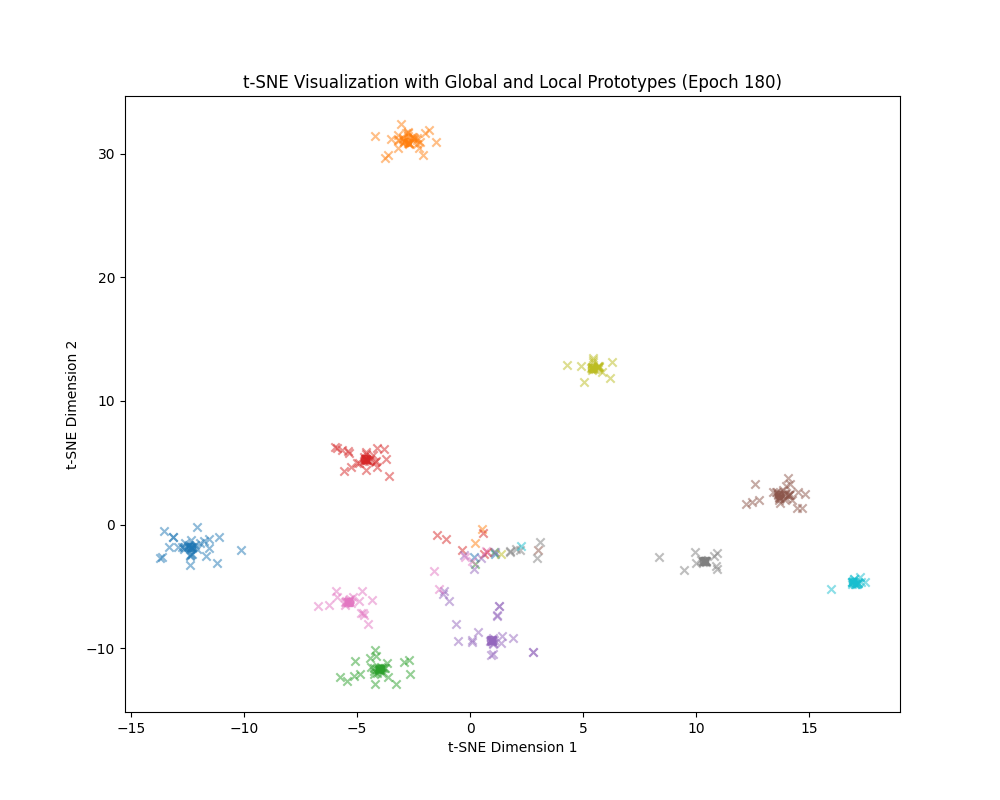 t-SNE Visualization with Global and Local Prototypes (Epoch 180)
30
20
10
0
−10
t-SNE Dimension 2
−15 −10 −5 0 5 10 15
t-SNE Dimension 1